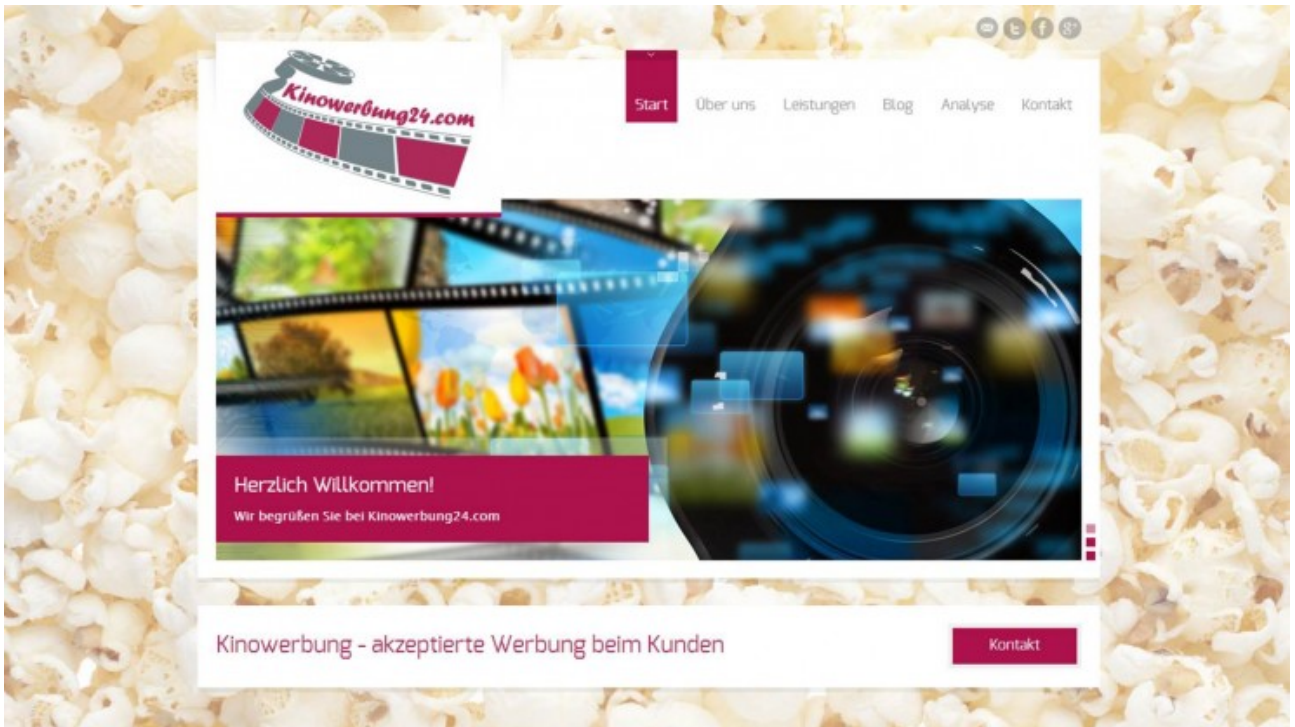 Kinowerbung24.com
Start Über uns Leistungen Blog Analyse Kontakt
Herzlich Willkommen!
Wir begrüßen Sie bei Kinowerbung24.com
Kinowerbung - akzeptierte Werbung beim Kunden
Kontakt